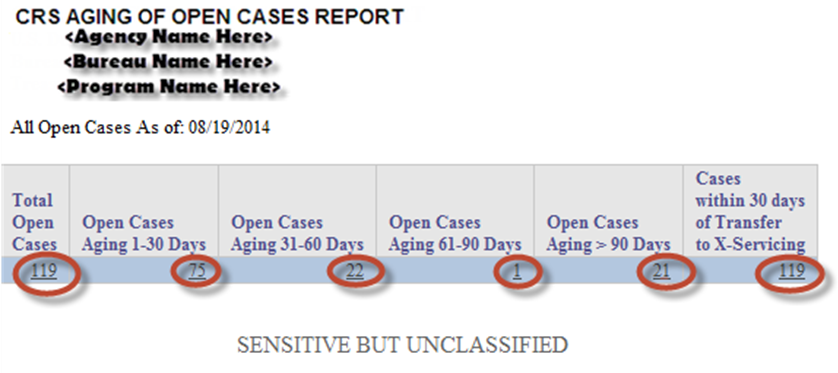 CRS AGING OF OPEN CASES REPORT
<Agency Name Here>
<Bureau Name Here>
<Program Name Here>
All Open Cases As of: 08/19/2014
Total Open Cases
Open Cases Aging 1-30 Days
Open Cases Aging 31-60 Days
Open Cases Aging 61-90 Days
Open Cases Aging > 90 Days
Cases within 30 days of Transfer to X-Servicing
119 75 22 1 21 119
SENSITIVE BUT UNCLASSIFIED